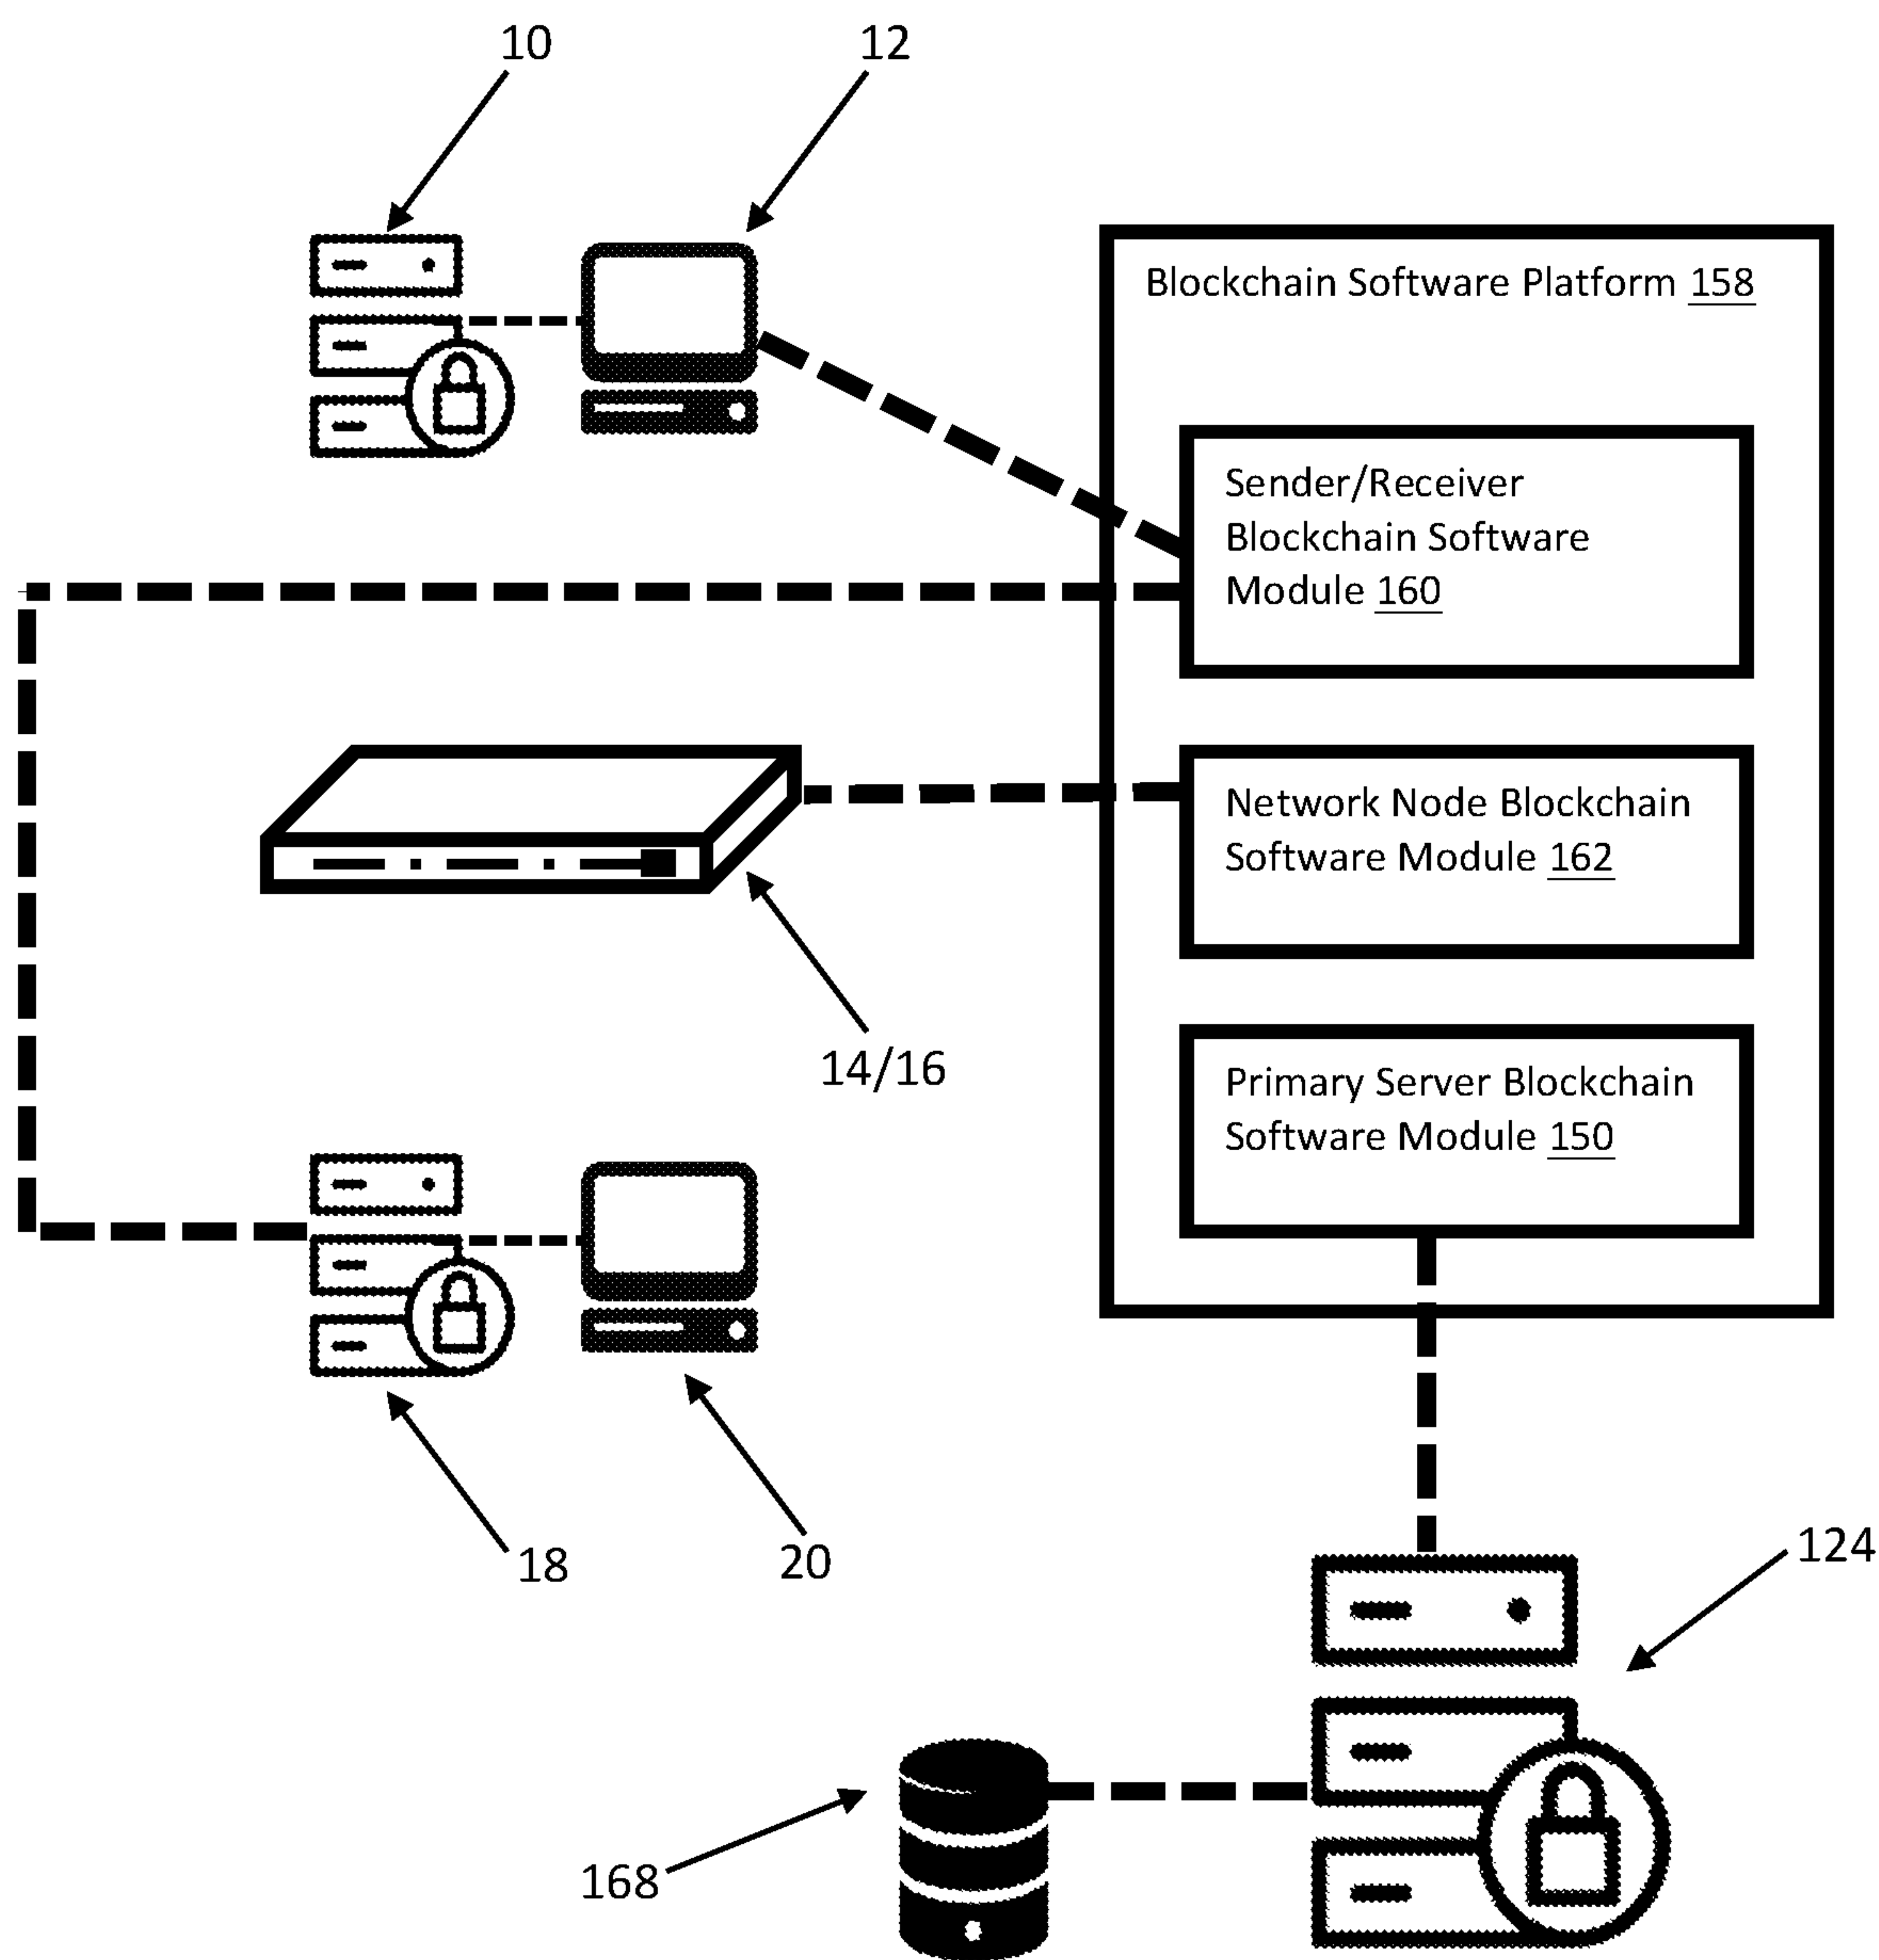 10
12
Blockchain Software Platform 158
Sender/Receiver
Blockchain Software
Module 160
Network Node Blockchain
Software Module 162
14/16
Primary Server Blockchain
Software Module 150
18
20
124
168